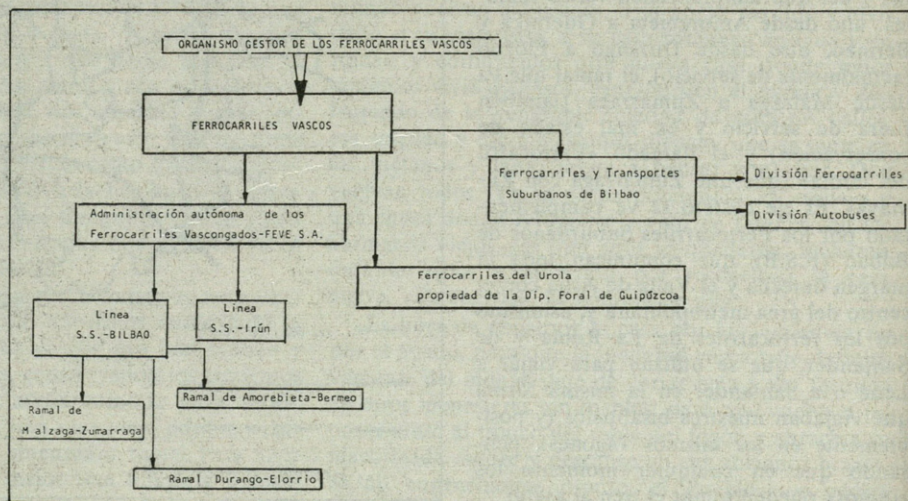 ORGANISMO GESTOR DE LOS FERROCARRILES VASCOS
FERROCARRILES VASCOS
Ferrocarriles y Transportes
Suburbanos de Bilbao
División Ferrocarriles
División Autobuses
Administración autónoma de los
Ferrocarriles Vascongados-FEVE S.A.
Ferrocarriles del Urola
propiedad de la Dip. Foral de Guipúzcoa
Línea
S.S.-BILBAO
Línea
S.S.-Irún
Ramal de Amorebieta-Bermeo
Ramal de
Malzaga-Zumarraga
Ramal Durango-Elorrio